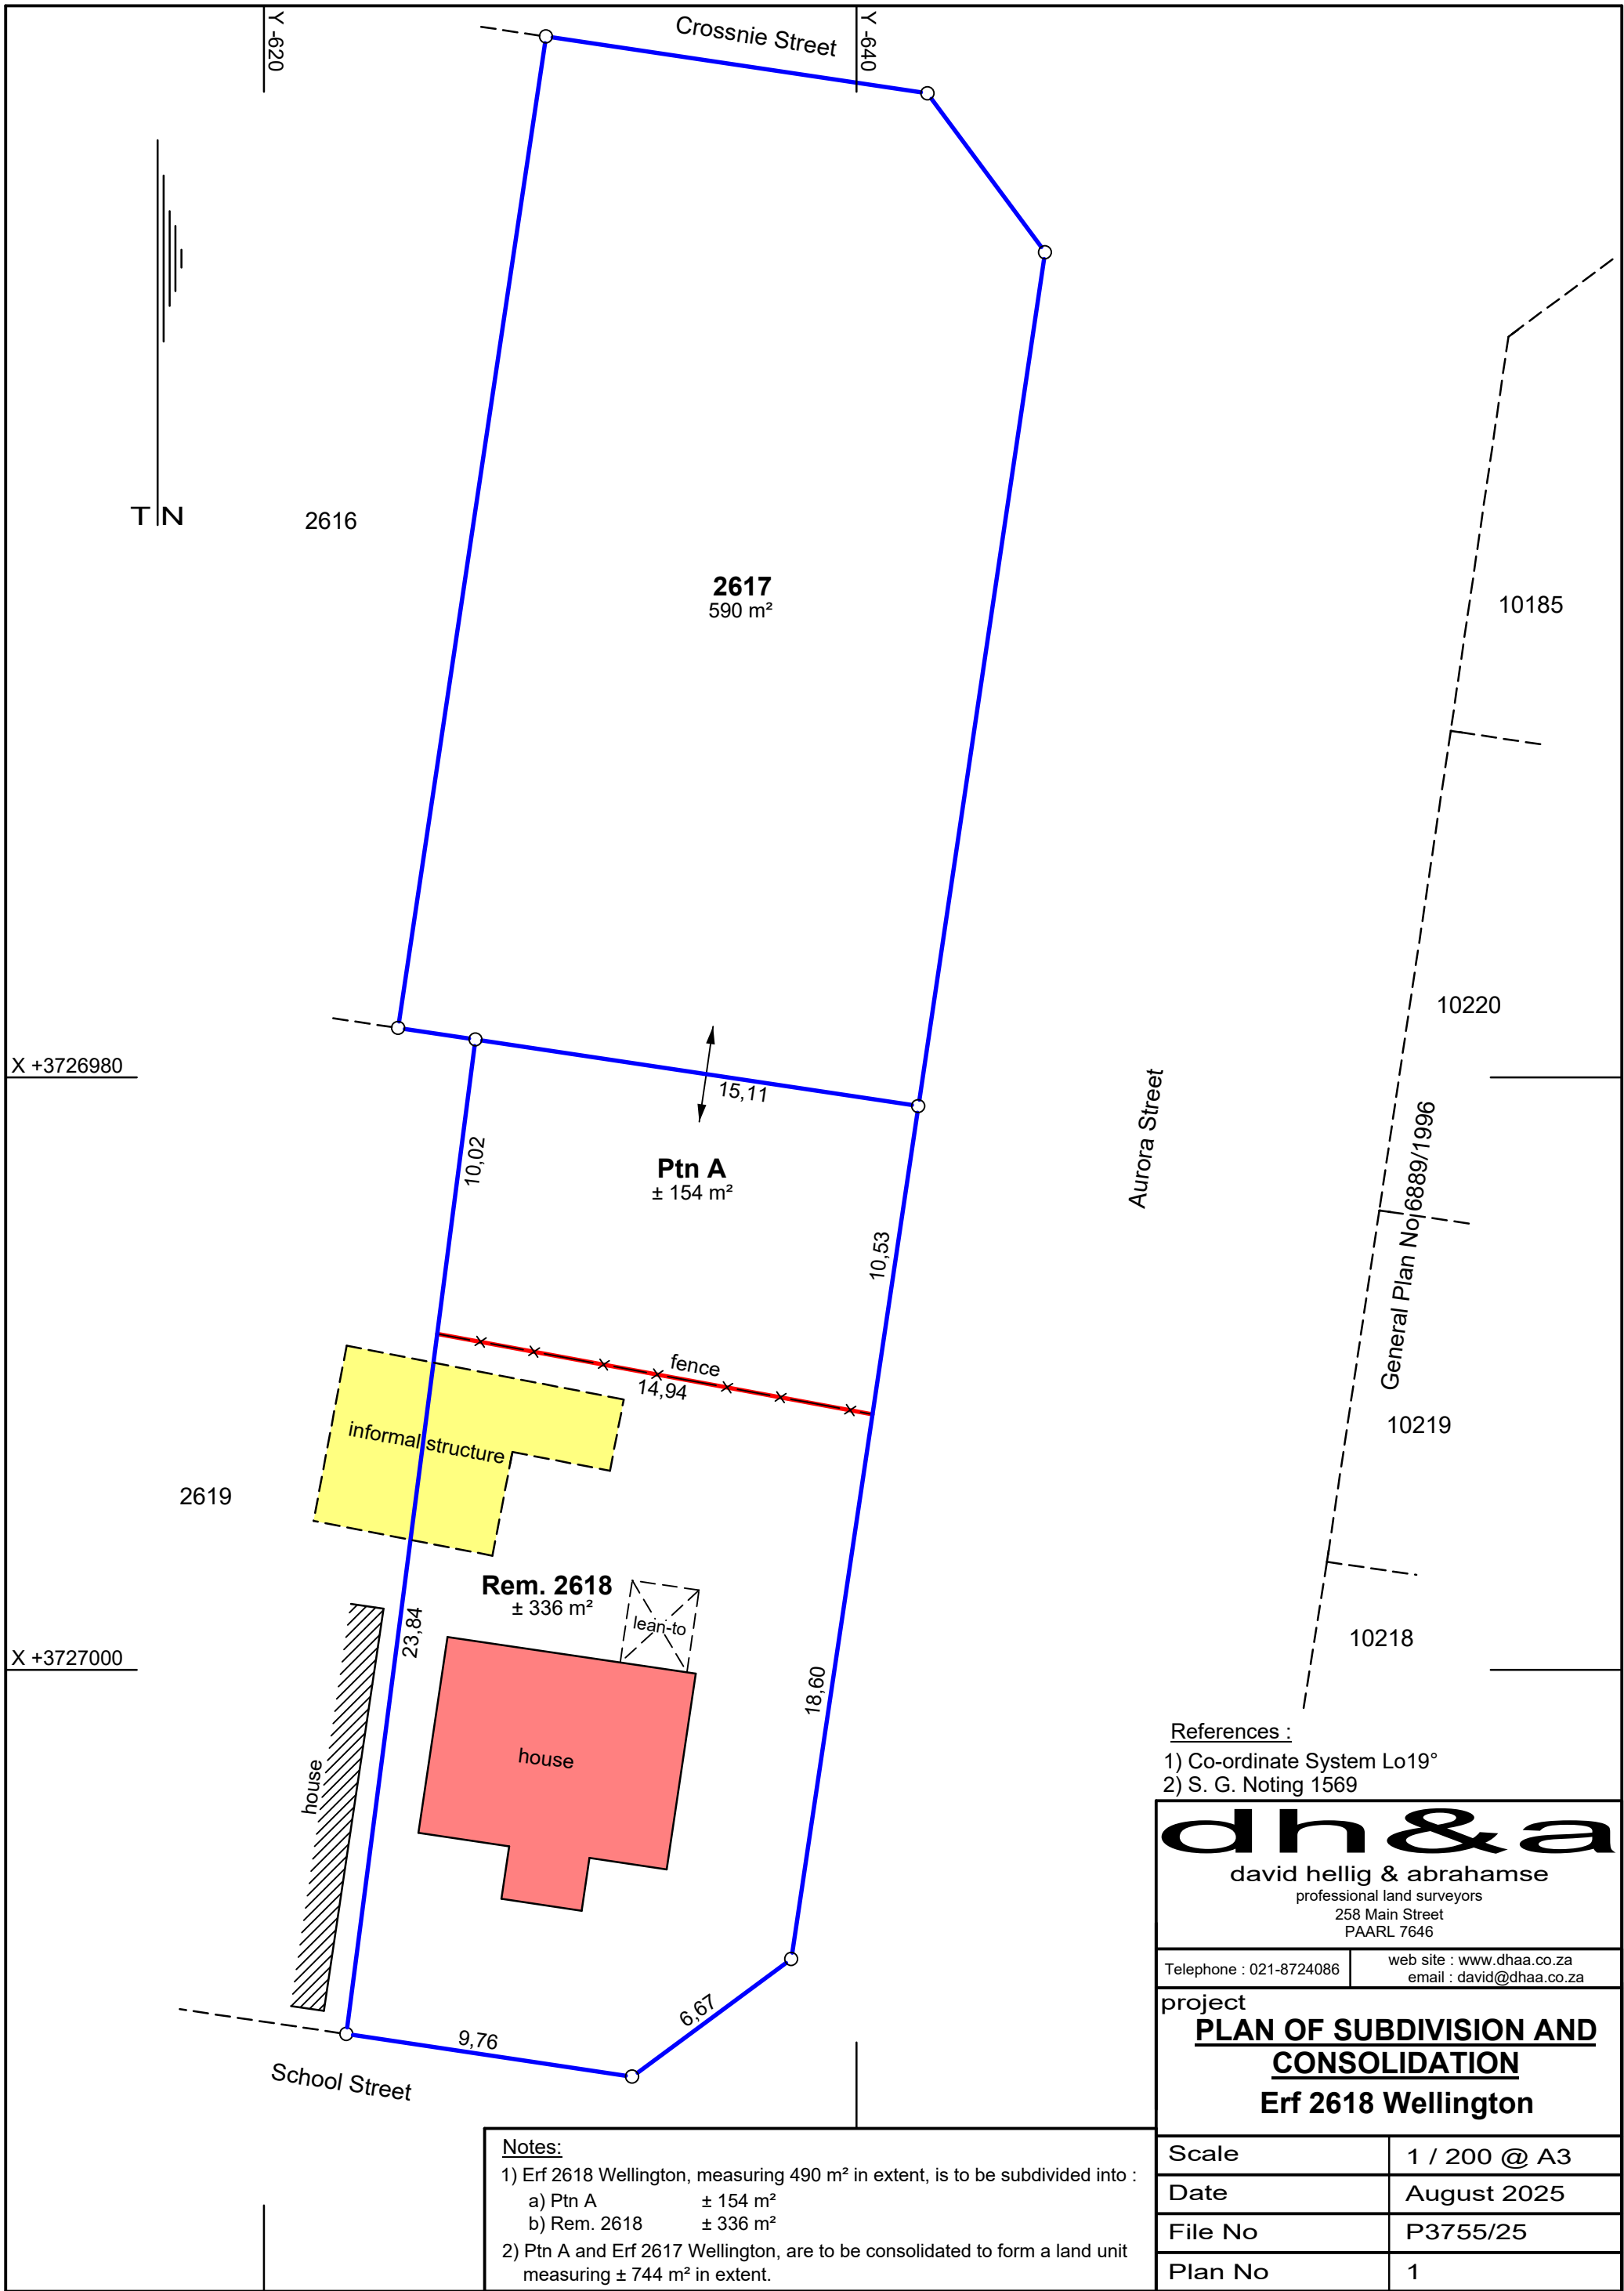 Y -620
Crossnie Street
Y -640
T N
2616
2617
590 m²
10185
10220
X +3726980
15,11
10,02
Ptn A
± 154 m²
Aurora Street
General Plan No 6889/1996
10,53
fence
14,94
informal structure
10219
2619
Rem. 2618
± 336 m²
lean-to
23,84
10218
X +3727000
18,60
house
house
6,67
9,76
School Street
References :
1) Co-ordinate System Lo19°
2) S. G. Noting 1569
dh&a
david hellig & abrahamse
professional land surveyors
258 Main Street
PAARL 7646
Telephone : 021-8724086
web site : www.dhaa.co.za
email : david@dhaa.co.za
project
PLAN OF SUBDIVISION AND
CONSOLIDATION
Erf 2618 Wellington
Scale 1 / 200 @ A3
Date August 2025
File No P3755/25
Plan No 1
Notes:
1) Erf 2618 Wellington, measuring 490 m² in extent, is to be subdivided into :
a) Ptn A ± 154 m²
b) Rem. 2618 ± 336 m²
2) Ptn A and Erf 2617 Wellington, are to be consolidated to form a land unit
measuring ± 744 m² in extent.